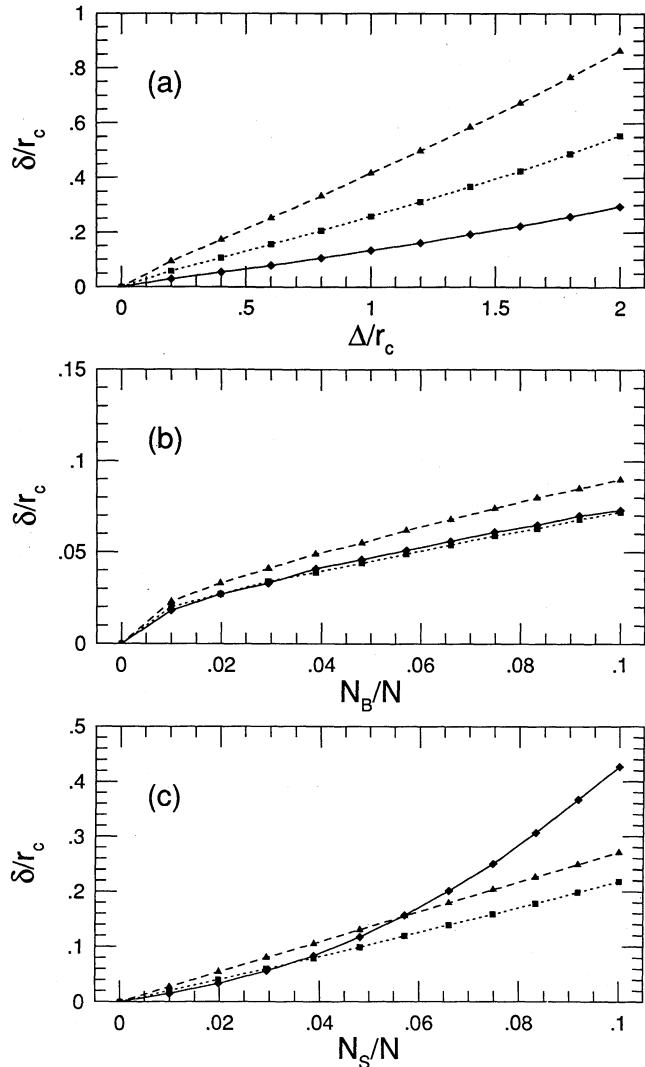 1
.8
(a)
.6
δ/r_c
.4
.2
0
0 .5 1 1.5 2
Δ/r_c
.15
(b)
.1
δ/r_c
.05
0
0 .02 .04 .06 .08 .1
N_B/N
.5
(c)
.4
.3
δ/r_c
.2
.1
0
0 .02 .04 .06 .08 .1
N_S/N